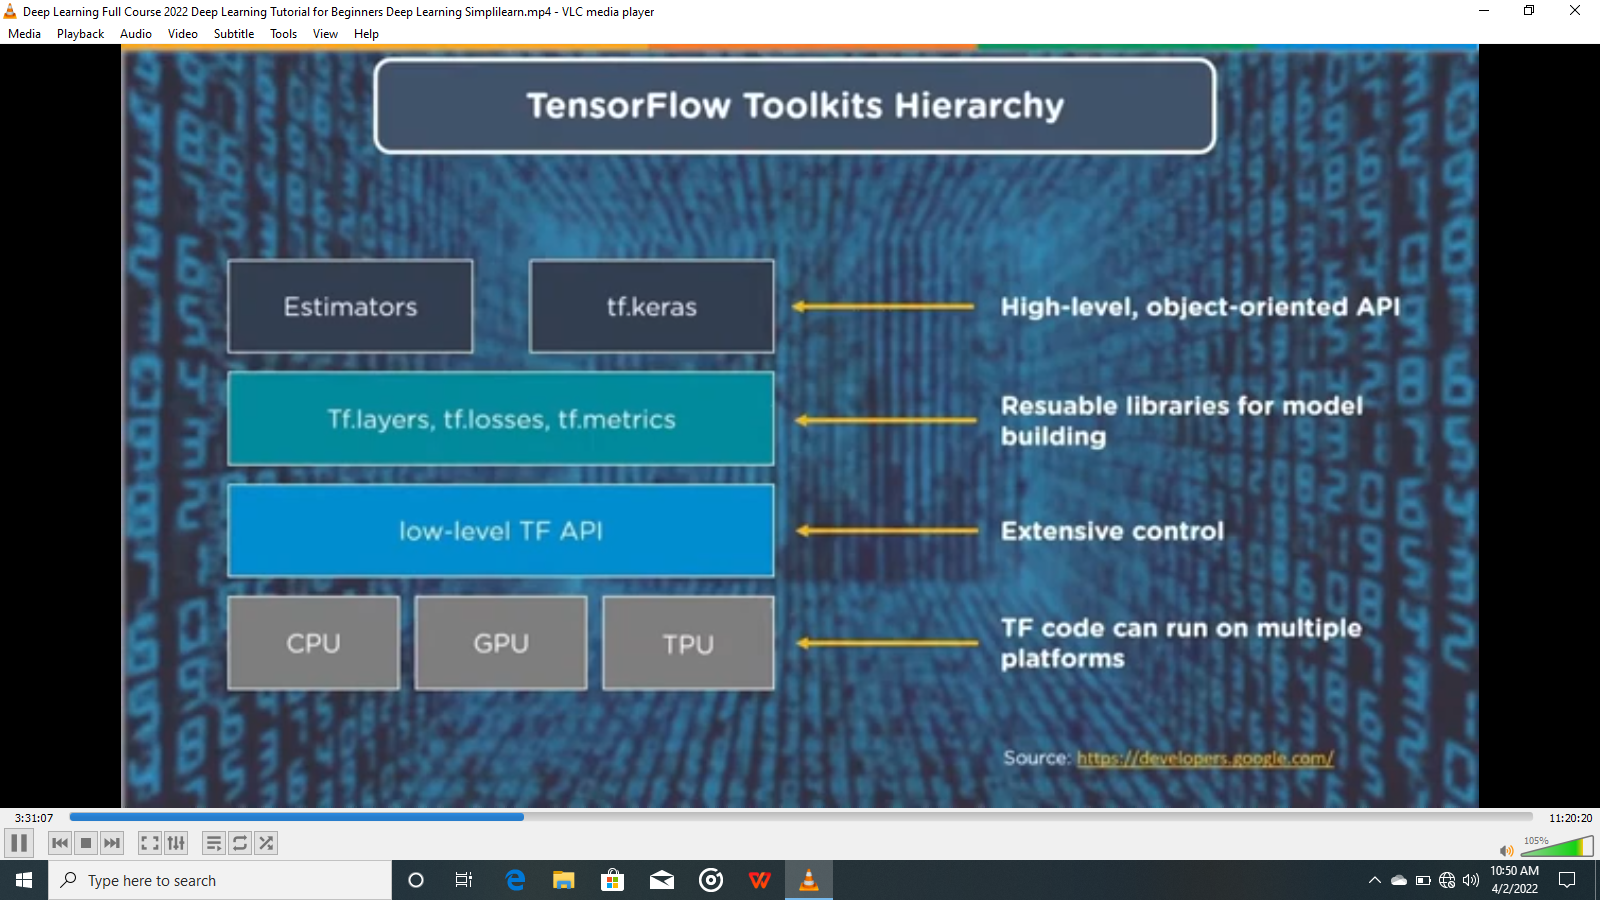 Deep Learning Full Course 2022 Deep Learning Tutorial for Beginners Deep Learning Simplilearn.mp4 - VLC media player
Media Playback Audio Video Subtitle Tools View Help
TensorFlow Toolkits Hierarchy
Estimators
tf.keras
High-level, object-oriented API
Tf.layers, tf.losses, tf.metrics
Resuable libraries for model
building
low-level TF API
Extensive control
CPU
GPU
TPU
TF code can run on multiple
platforms
Source: https://developers.google.com/
3:31:07
11:20:20
105%
Type here to search
10:50 AM
4/2/2022